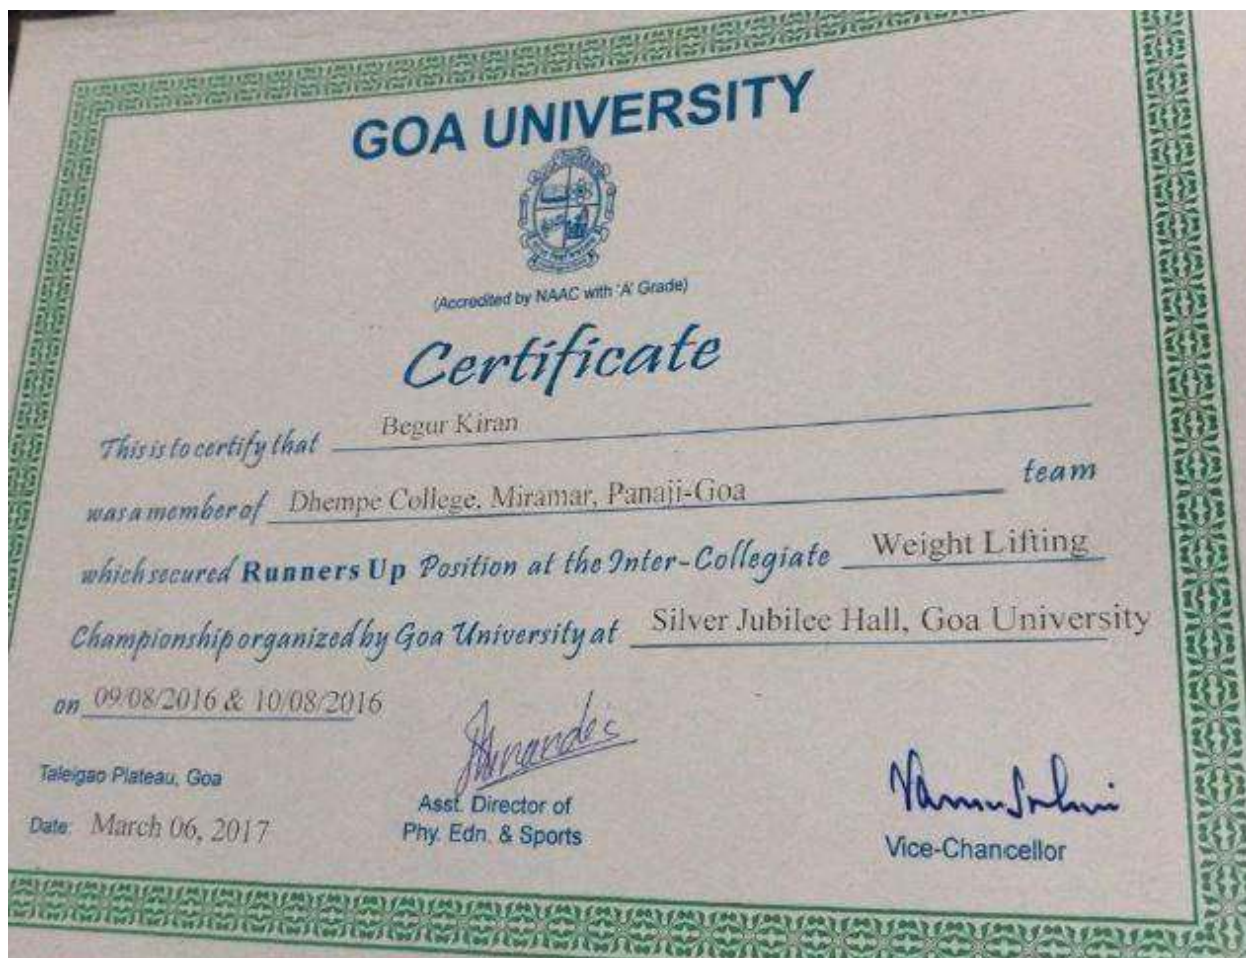 GOA UNIVERSITY
(Accredited by NAAC with 'A' Grade)
Certificate
This is to certify that Begur Kiran
was a member of Dhempe College, Miramar, Panaji-Goa team
which secured Runners Up Position at the Inter-Collegiate Weight Lifting
Championship organized by Goa University at Silver Jubilee Hall, Goa University
on 09/08/2016 & 10/08/2016
Taleigao Plateau, Goa
Asst. Director of
Phy. Edn. & Sports
Date: March 06, 2017
Vice-Chancellor